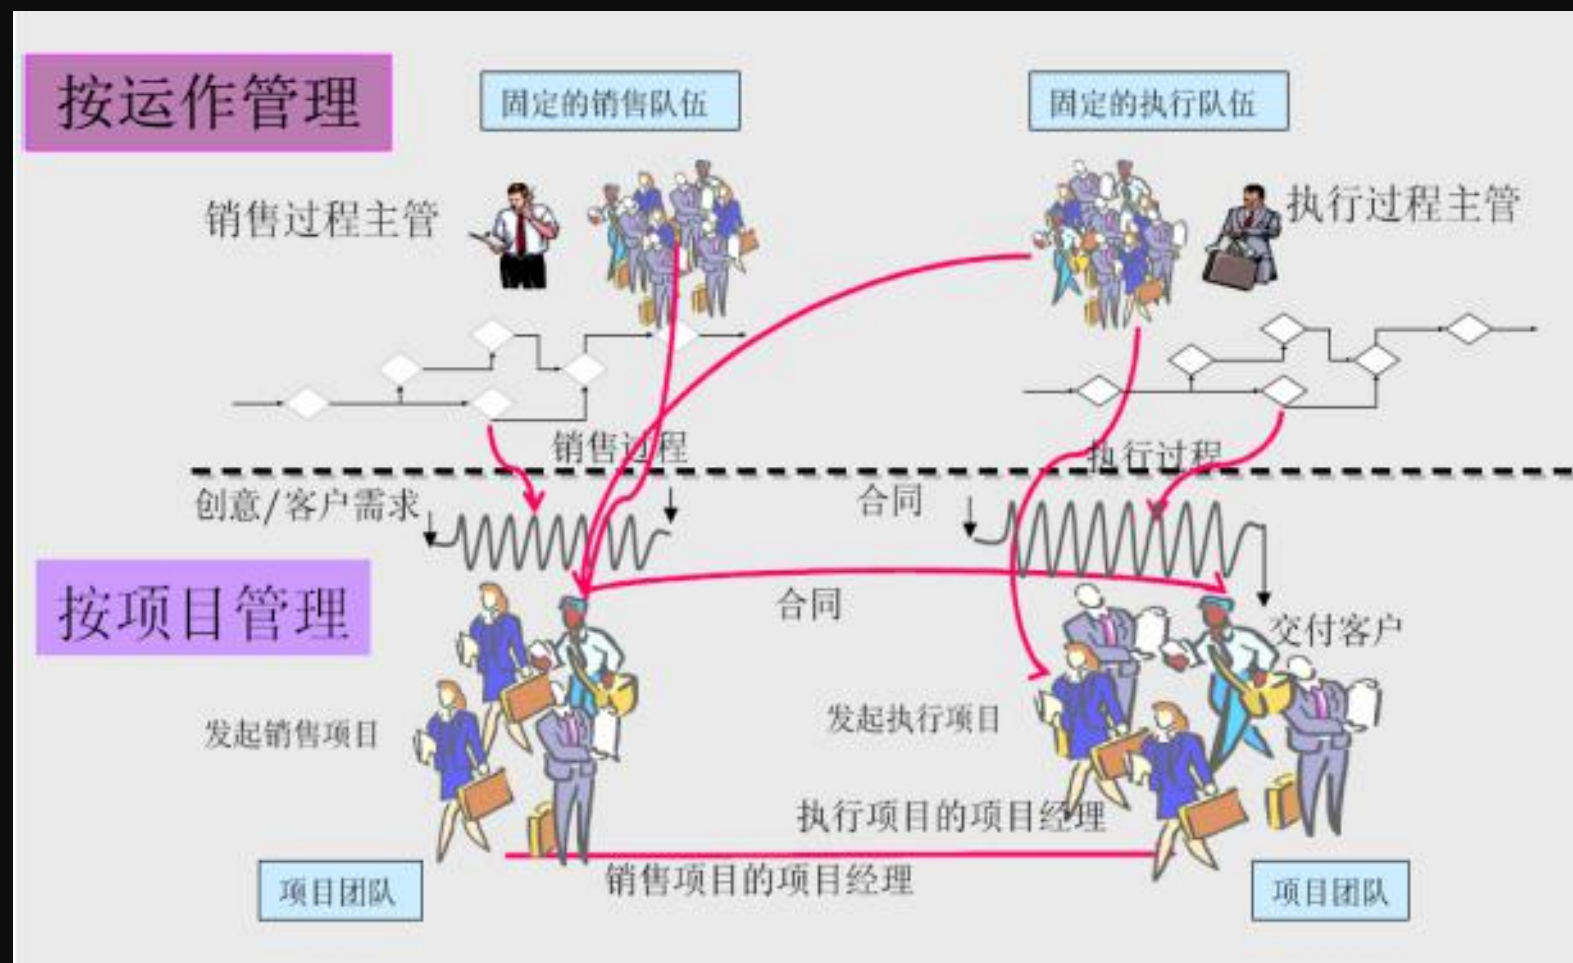 按运作管理
固定的销售队伍
固定的执行队伍
销售过程主管
执行过程主管
销售过程
执行过程
创意/客户需求
合同
按项目管理
合同
交付客户
发起销售项目
发起执行项目
执行项目的项目经理
销售项目的项目经理
项目团队
项目团队